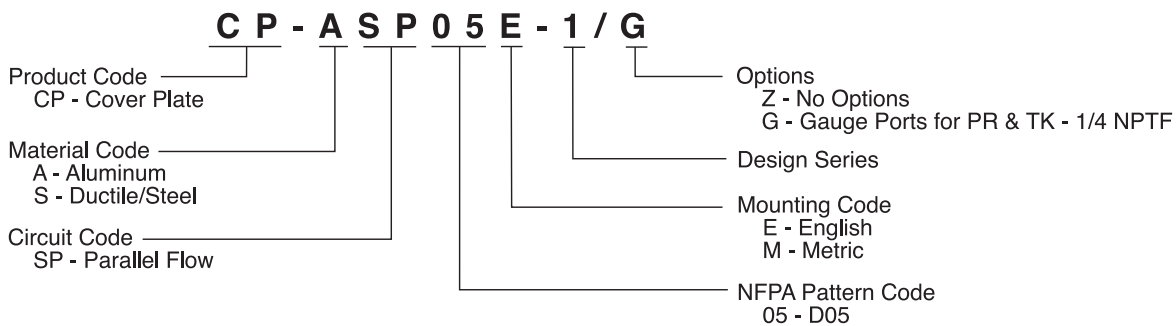 CP-ASP05E-1/G
Product Code
CP - Cover Plate
Material Code
A - Aluminum
S - Ductile/Steel
Circuit Code
SP - Parallel Flow
Options
Z - No Options
G - Gauge Ports for PR & TK - 1/4 NPTF
Design Series
Mounting Code
E - English
M - Metric
NFPA Pattern Code
05 - D05